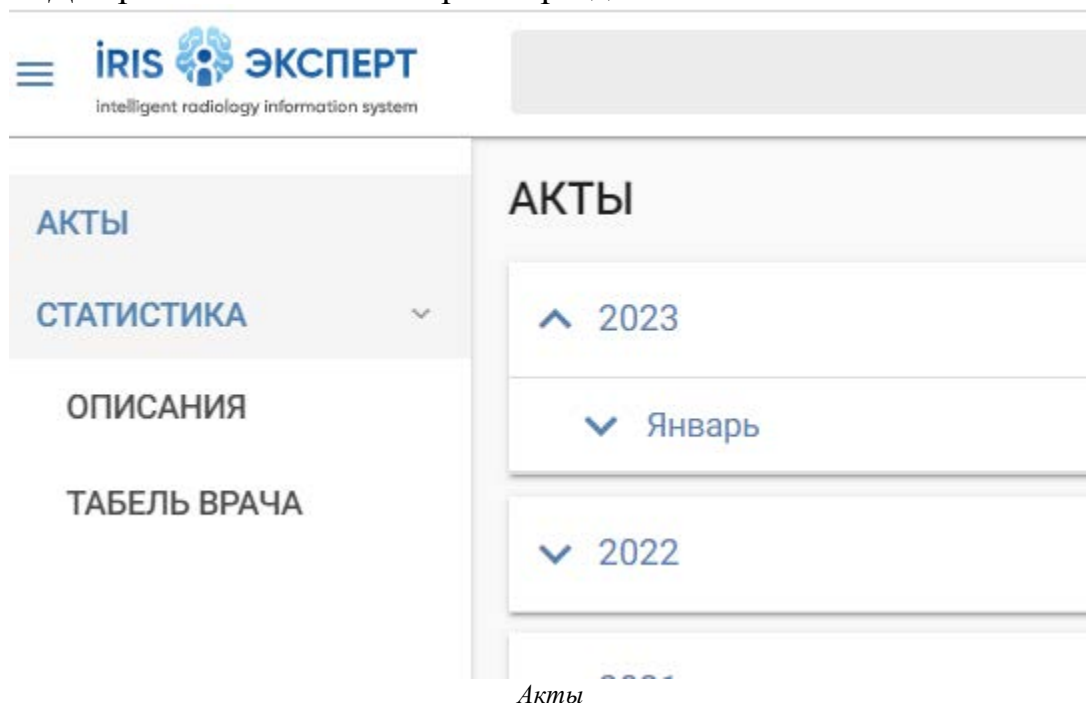 iRIS ЭКСПЕРТ
intelligent radiology information system
АКТЫ
СТАТИСТИКА
ОПИСАНИЯ
ТАБЕЛЬ ВРАЧА
АКТЫ
2023
Январь
2022
Акты